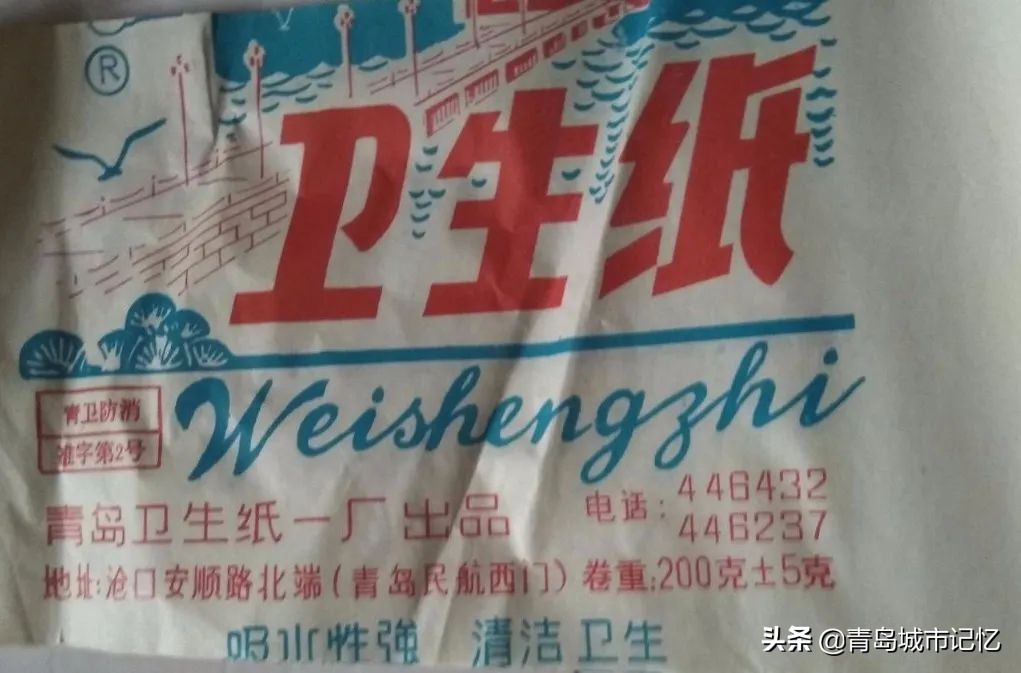 ®
卫生纸
Weishengzhi
青卫防消
准字第2号
青岛卫生纸一厂出品
电话: 446432
446237
地址:沧口安顺路北端(青岛民航西门) 卷重:200克±5克
吸水性強 清洁卫生
头条 @青岛城市记忆